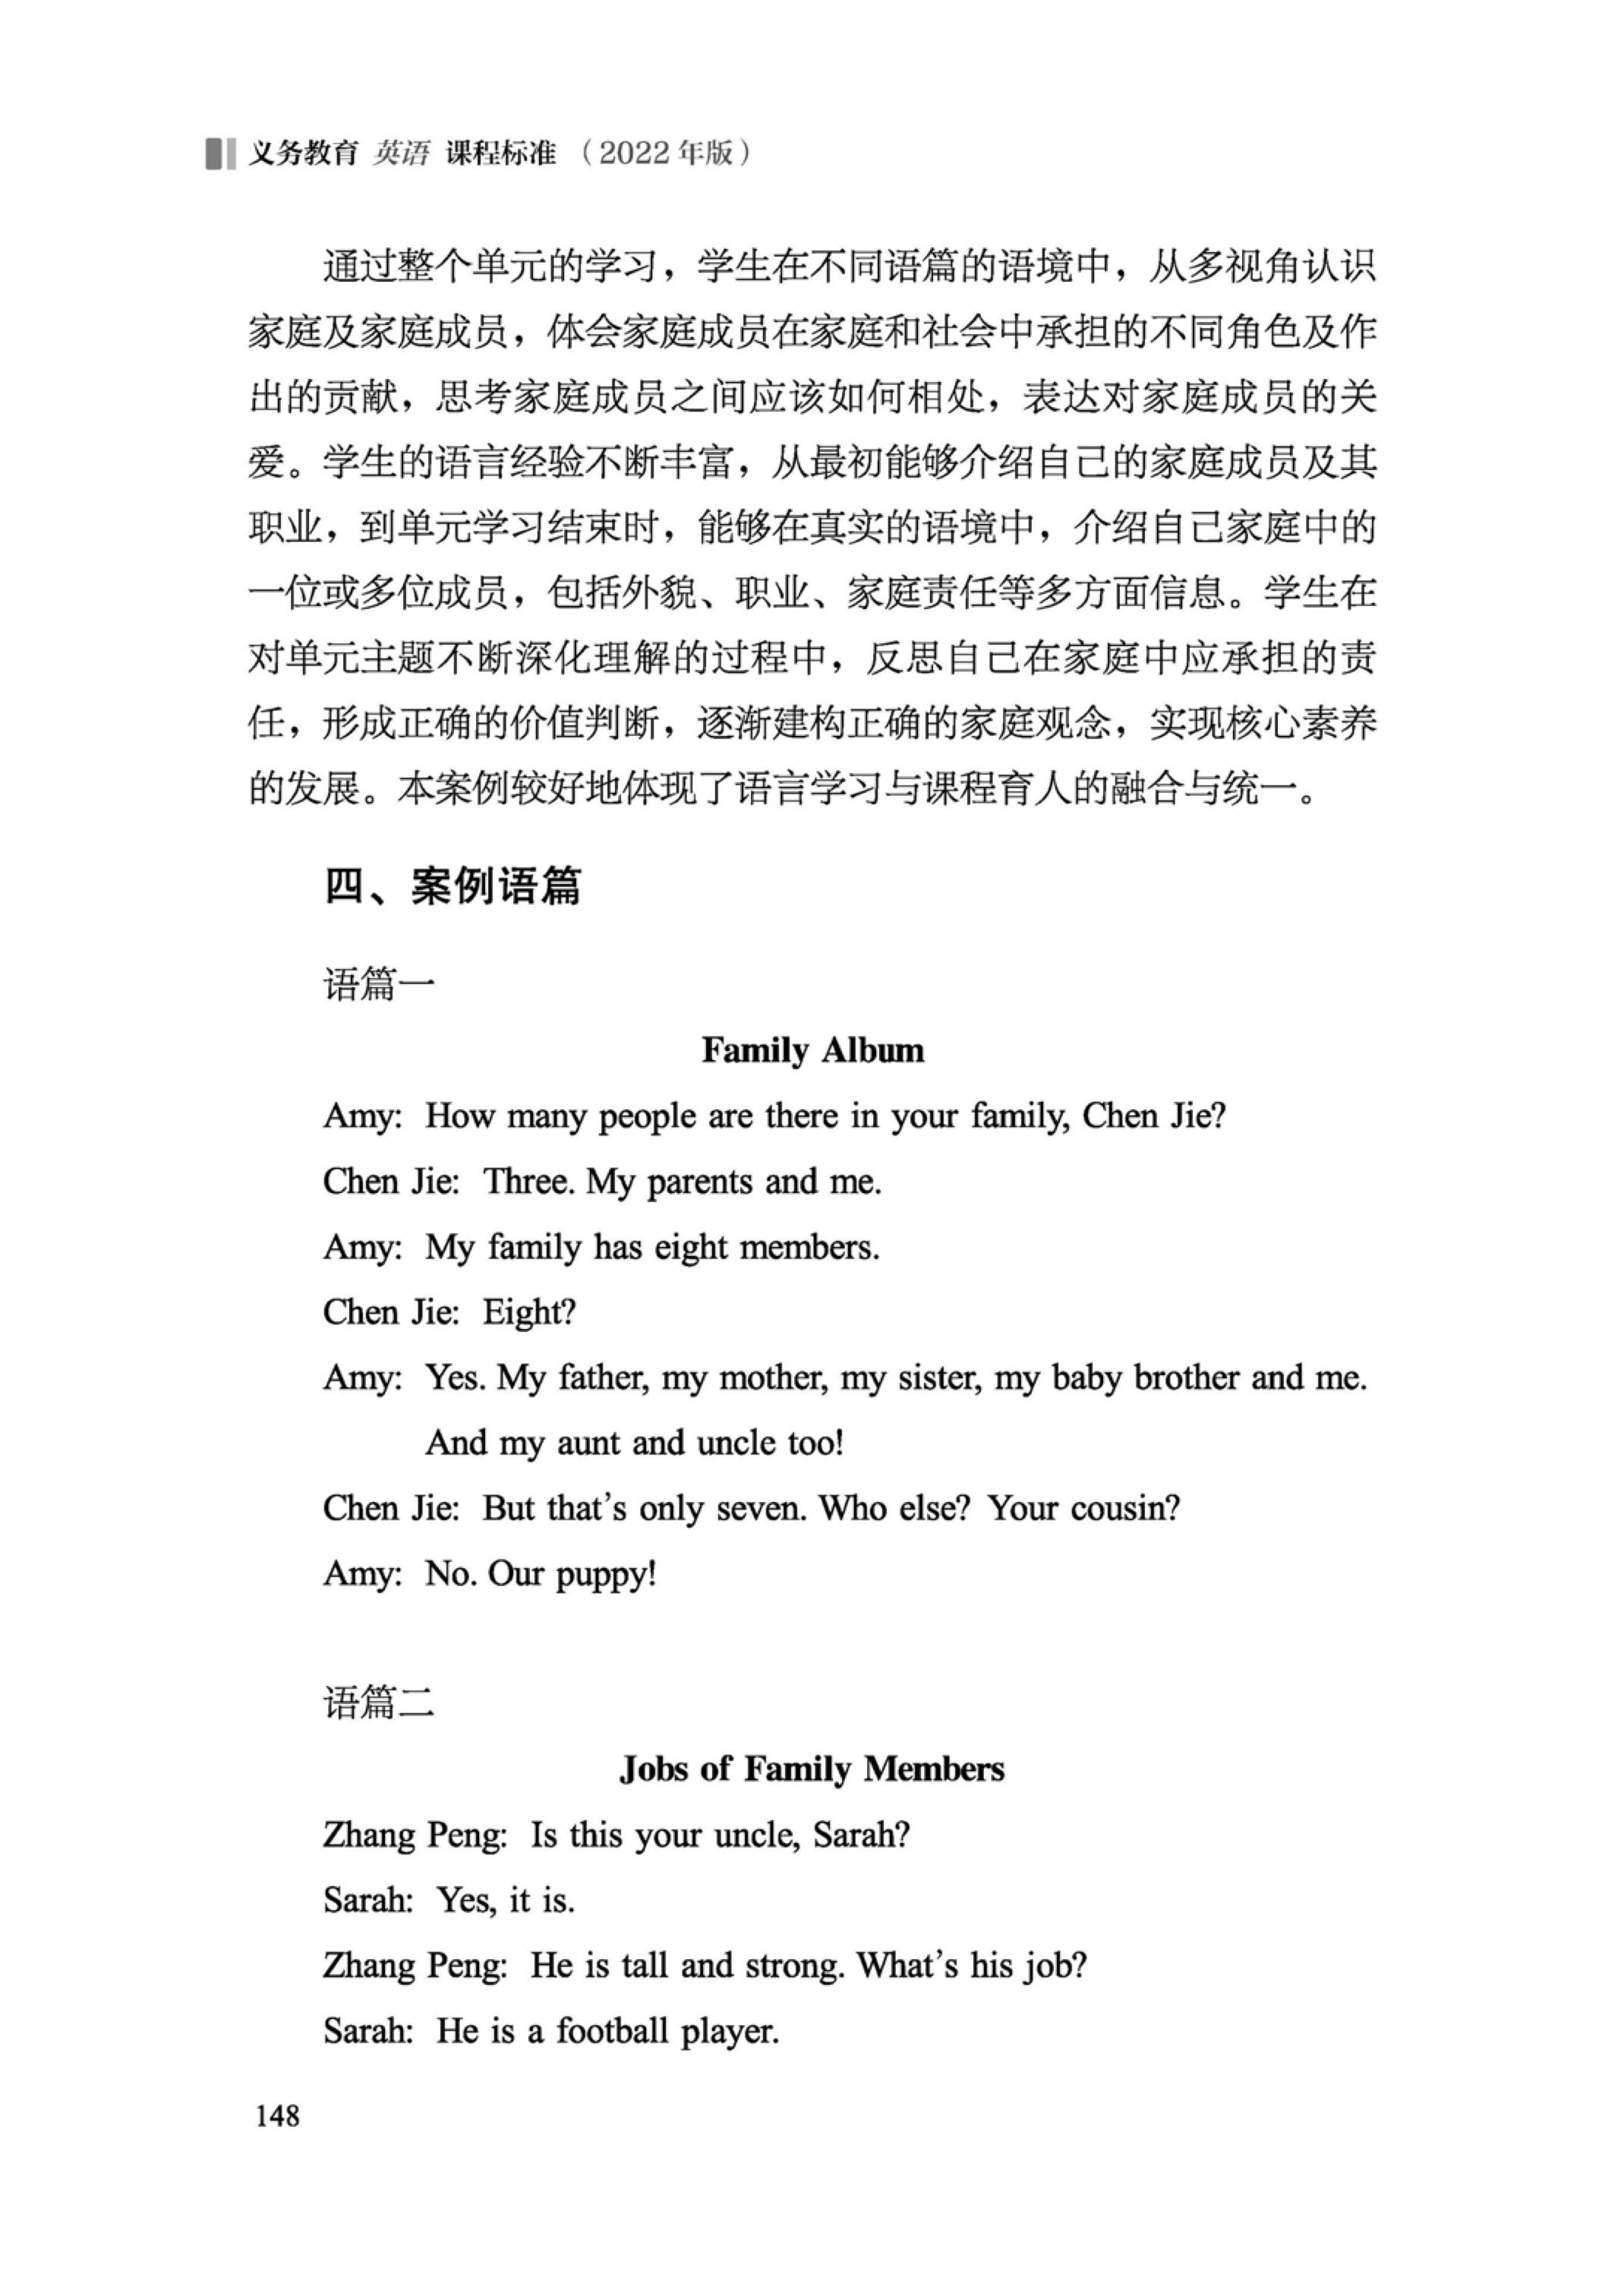 义务教育 英语 课程标准（2022年版）
通过整个单元的学习，学生在不同语篇的语境中，从多视角认识
家庭及家庭成员，体会家庭成员在家庭和社会中承担的不同角色及作
出的贡献，思考家庭成员之间应该如何相处，表达对家庭成员的关
爱。学生的语言经验不断丰富，从最初能够介绍自己的家庭成员及其
职业，到单元学习结束时，能够在真实的语境中，介绍自己家庭中的
一位或多位成员，包括外貌、职业、家庭责任等多方面信息。学生在
对单元主题不断深化理解的过程中，反思自己在家庭中应承担的责
任，形成正确的价值判断，逐渐建构正确的家庭观念，实现核心素养
的发展。本案例较好地体现了语言学习与课程育人的融合与统一。
四、案例语篇
语篇一
Family Album
Amy: How many people are there in your family, Chen Jie?
Chen Jie: Three. My parents and me.
Amy: My family has eight members.
Chen Jie: Eight?
Amy: Yes. My father, my mother, my sister, my baby brother and me.
And my aunt and uncle too!
Chen Jie: But that's only seven. Who else? Your cousin?
Amy: No. Our puppy!
语篇二
Jobs of Family Members
Zhang Peng: Is this your uncle, Sarah?
Sarah: Yes, it is.
Zhang Peng: He is tall and strong. What's his job?
Sarah: He is a football player.
148